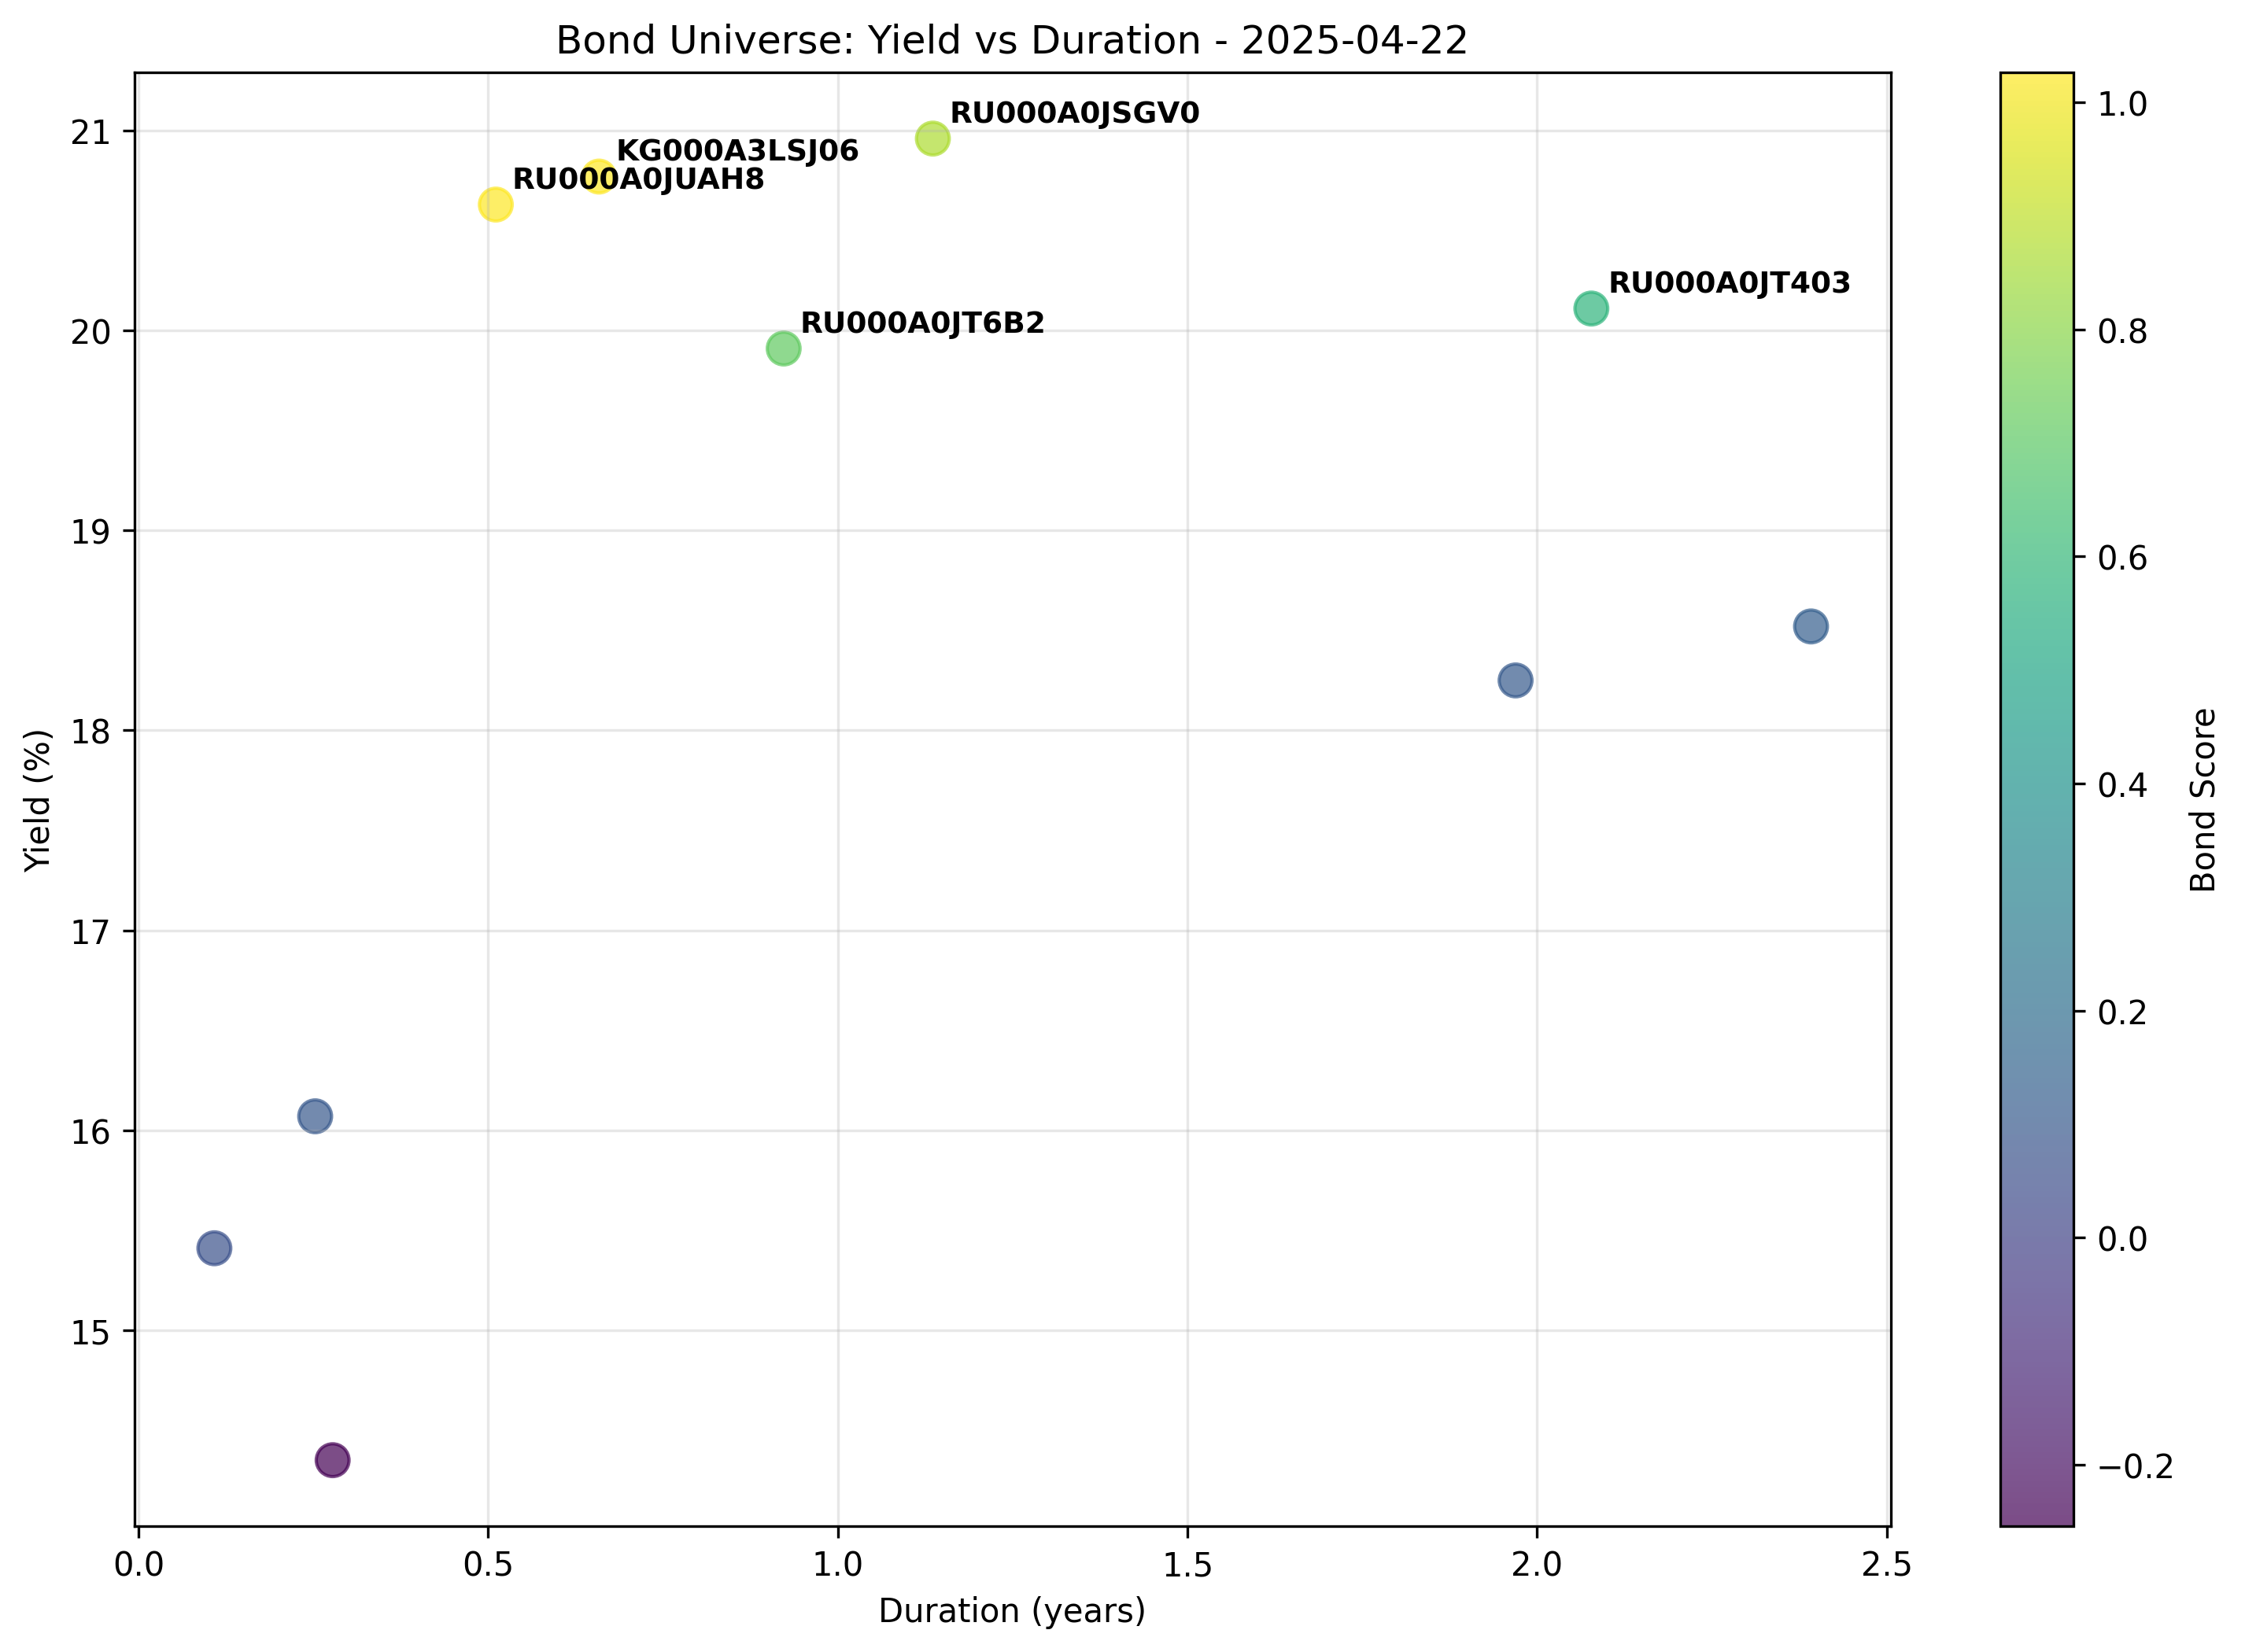 Bond Universe: Yield vs Duration - 2025-04-22
RU000A0JSGV0
KG000A3LSJ06
RU000A0JUAH8
RU000A0JT403
RU000A0JT6B2
21
20
19
18
17
16
15
Yield (%)
0.0
0.5
1.0
1.5
2.0
2.5
Duration (years)
1.0
0.8
0.6
0.4
0.2
0.0
−0.2
Bond Score